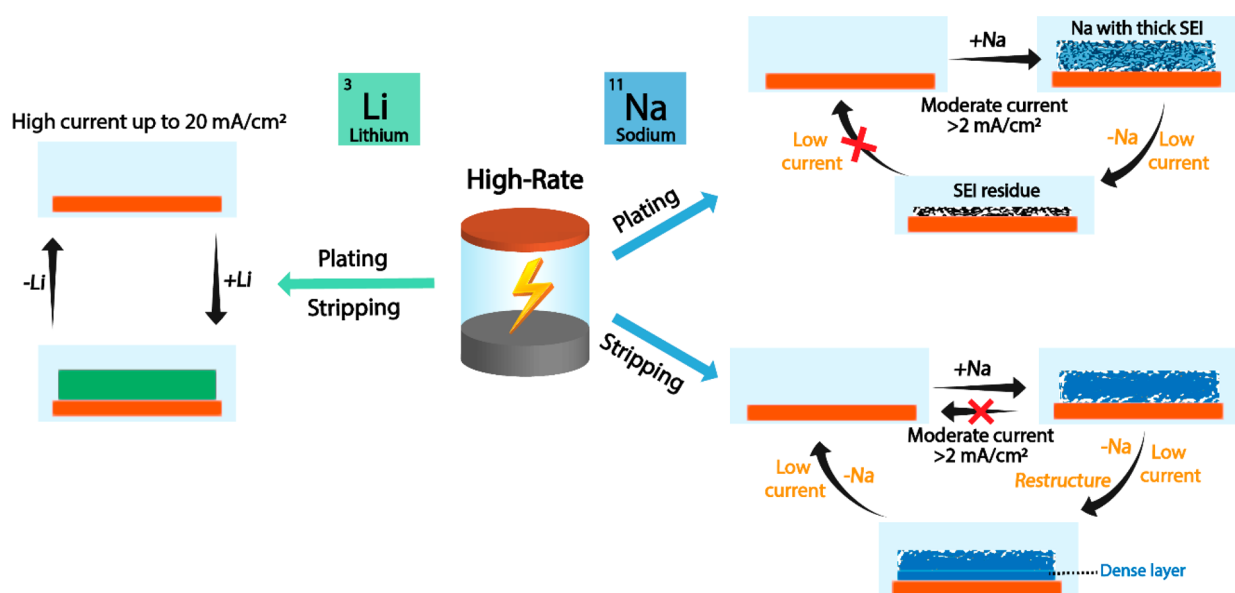 High current up to 20 mA/cm²
-Li
+Li
3
Li
Lithium
11
Na
Sodium
High-Rate
Plating
Stripping
Plating
Stripping
+Na
Moderate current
>2 mA/cm²
Na with thick SEI
-Na
Low
current
SEI residue
Low
current
+Na
Moderate current
>2 mA/cm²
-Na
Low
current
Restructure
Low
current
-Na
Dense layer